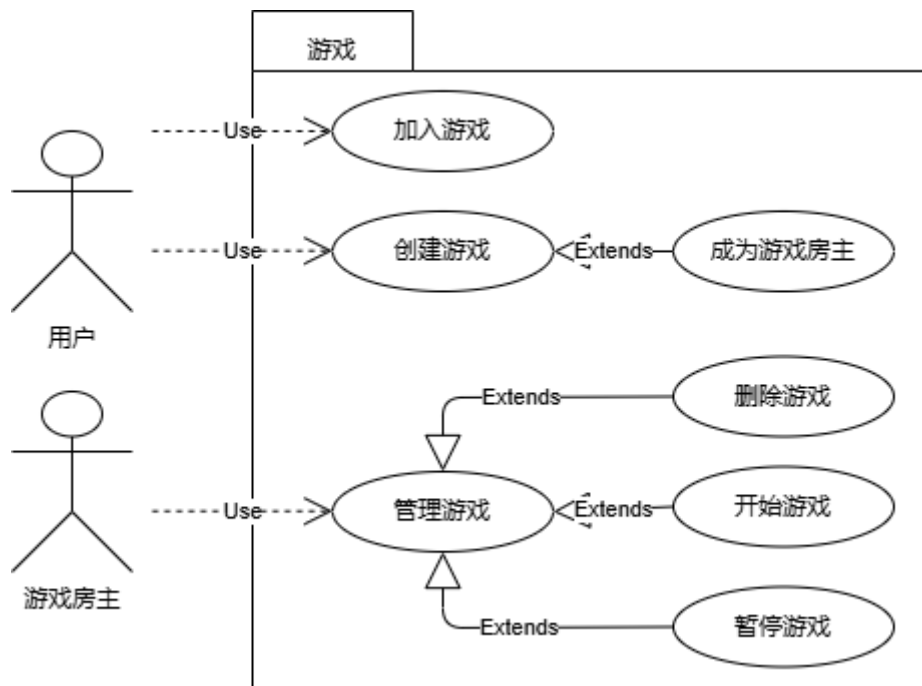 游戏
Use
加入游戏
用户
Use
创建游戏
Extends
成为游戏房主
Extends
删除游戏
游戏房主
Use
管理游戏
Extends
开始游戏
Extends
暂停游戏